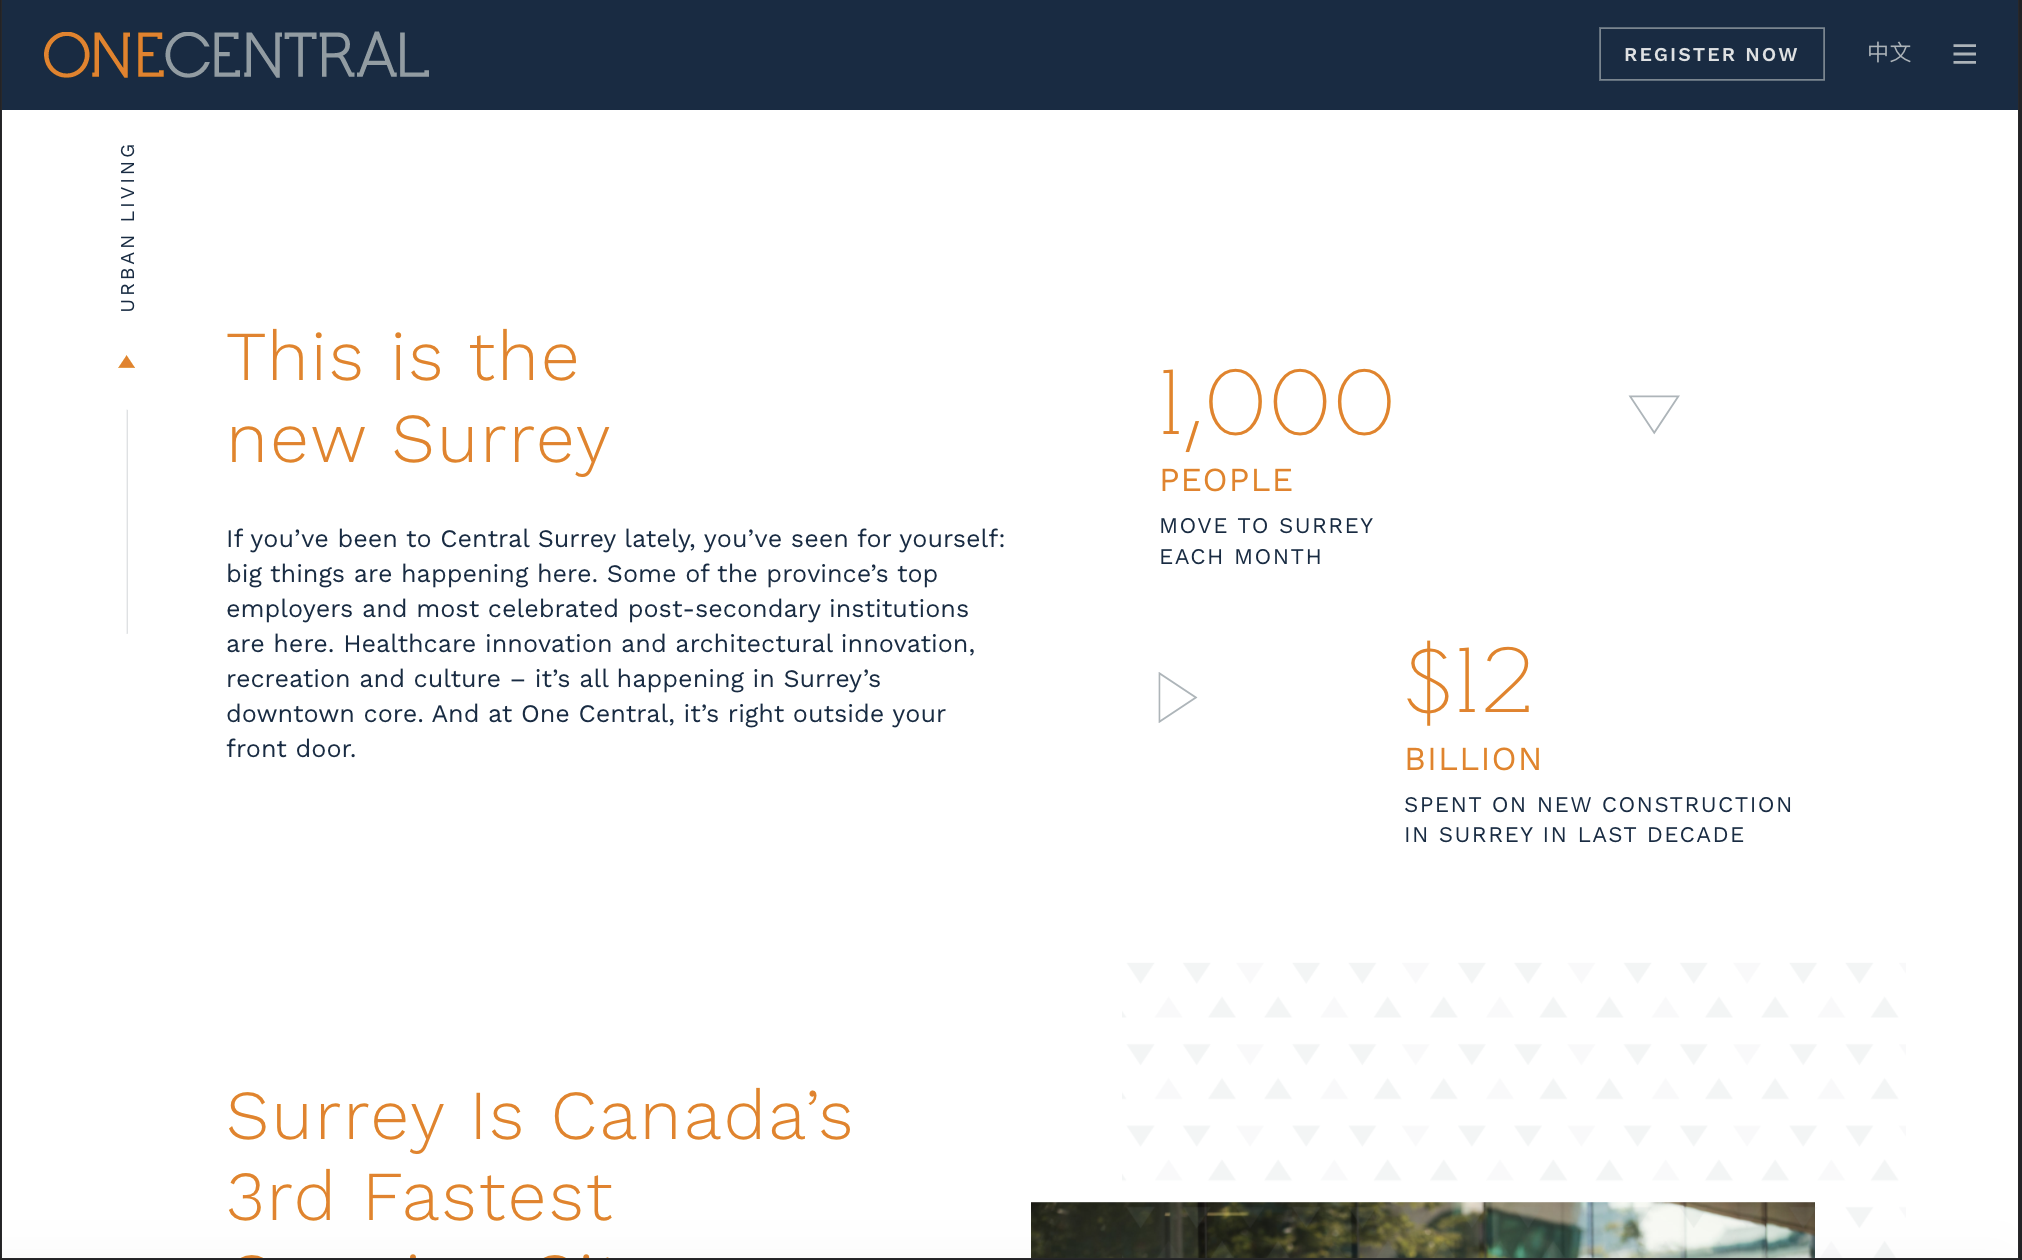 ONECENTRAL
REGISTER NOW
中文
URBAN LIVING
This is the
new Surrey
If you’ve been to Central Surrey lately, you’ve seen for yourself:
big things are happening here. Some of the province’s top
employers and most celebrated post-secondary institutions
are here. Healthcare innovation and architectural innovation,
recreation and culture – it’s all happening in Surrey’s
downtown core. And at One Central, it’s right outside your
front door.
1,000
PEOPLE
MOVE TO SURREY
EACH MONTH
$12
BILLION
SPENT ON NEW CONSTRUCTION
IN SURREY IN LAST DECADE
Surrey Is Canada’s
3rd Fastest